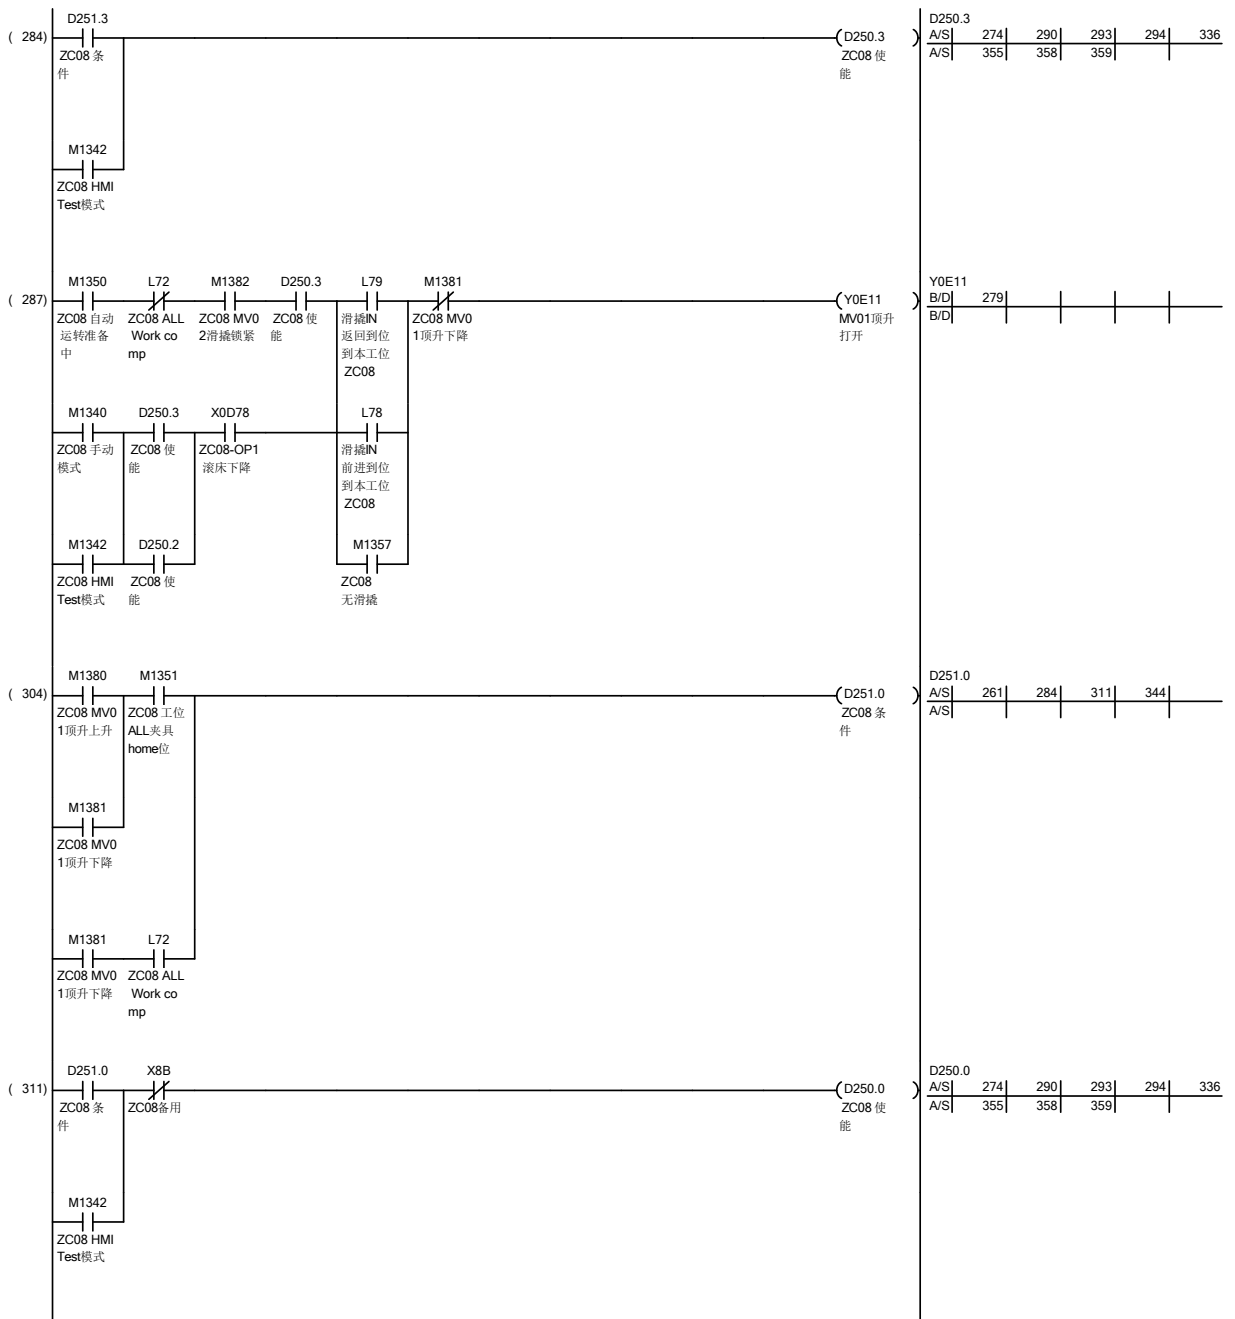 D251.3
D250.3
( 284)
D250.3
A/S 274 290 293 294 336
ZC08 条
件
ZC08 使
能
A/S 355 358 359
M1342
ZC08 HMI
Test模式
M1350 L72 M1382 D250.3 L79 M1381
Y0E11
( 287)
Y0E11
B/D 279
ZC08 自动
运转准备
中
ZC08 ALL
Work co
mp
ZC08 MV0
2滑撬锁紧
ZC08 使
能
滑撬IN
返回到位
到本工位
ZC08
ZC08 MV0
1顶升下降
MV01顶升
打开
B/D
M1340 D250.3 X0D78 L78
ZC08 手动
模式
ZC08 使
能
ZC08-OP1
滚床下降
滑撬IN
前进到位
到本工位
ZC08
M1342 D250.2 M1357
ZC08 HMI
Test模式
ZC08 使
能
ZC08
无滑撬
M1380 M1351
D251.0
( 304)
D251.0
A/S 261 284 311 344
ZC08 MV0
1顶升上升
ZC08 工位
ALL夹具
home位
ZC08 条
件
A/S
M1381
ZC08 MV0
1顶升下降
M1381 L72
ZC08 MV0
1顶升下降
ZC08 ALL
Work co
mp
D251.0 X8B
D250.0
( 311)
D250.0
A/S 274 290 293 294 336
ZC08 条
件
ZC08备用
ZC08 使
能
A/S 355 358 359
M1342
ZC08 HMI
Test模式